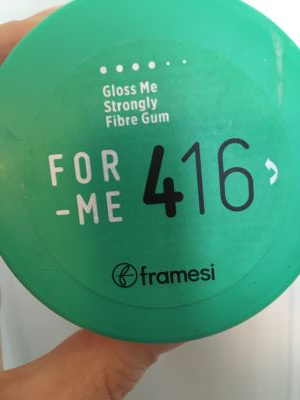 Gloss Me
Strongly
Fibre Gum
FOR
-ME
416
framesi